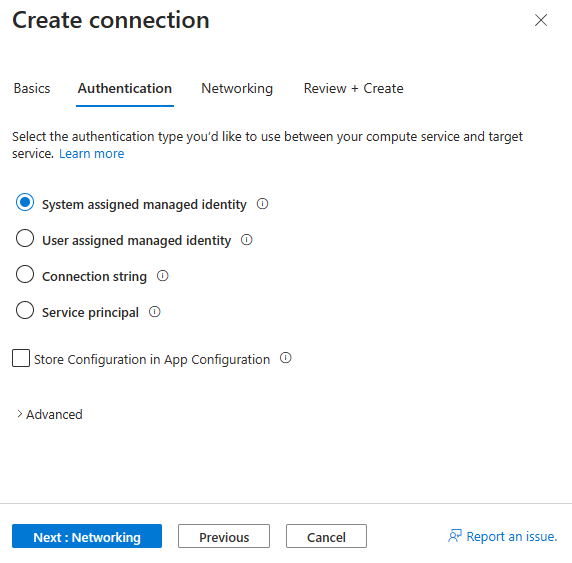 Create connection
Basics Authentication Networking Review + Create
Select the authentication type you'd like to use between your compute service and target
service. Learn more
System assigned managed identity
User assigned managed identity
Connection string
Service principal
Store Configuration in App Configuration
Advanced
Next : Networking Previous Cancel Report an issue.